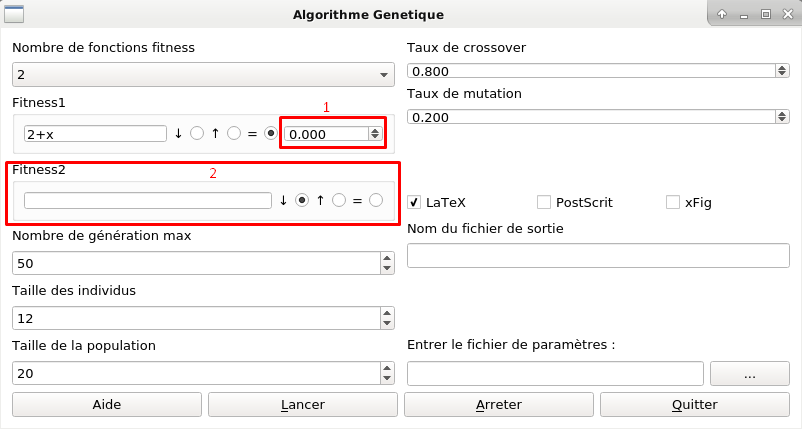 Algorithme Genetique
Nombre de fonctions fitness
2
Fitness1
1
2+x ↓ ↑ = 0.000
Fitness2
2
↓ ↑ =
Nombre de génération max
50
Taille des individus
12
Taille de la population
20
Taux de crossover
0.800
Taux de mutation
0.200
LaTeX PostScrit xFig
Nom du fichier de sortie
Entrer le fichier de paramètres :
...
Aide Lancer Arreter Quitter